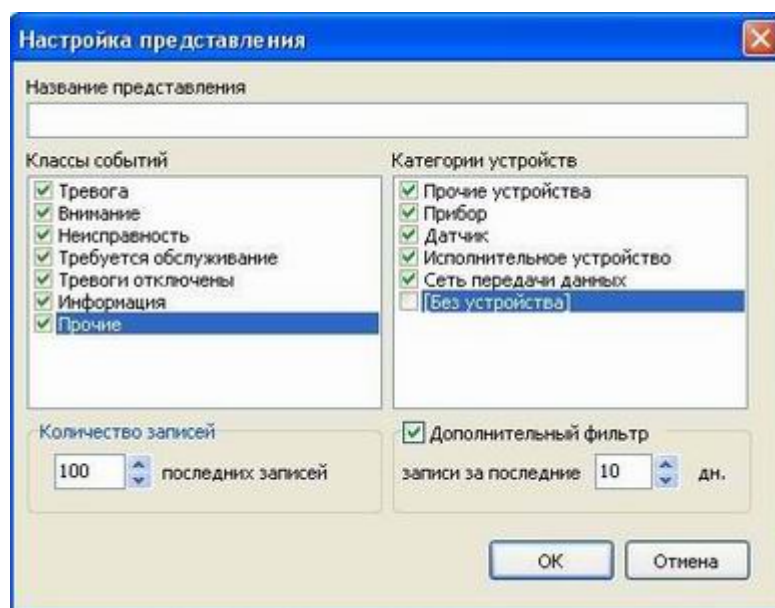 Настройка представления
Название представления
Классы событий
Тревога
Внимание
Неисправность
Требуется обслуживание
Тревоги отключены
Информация
Прочие
Категории устройств
Прочие устройства
Прибор
Датчик
Исполнительное устройство
Сеть передачи данных
[Без устройства]
Количество записей
100 последних записей
Дополнительный фильтр
записи за последние 10 дн.
OK
Отмена